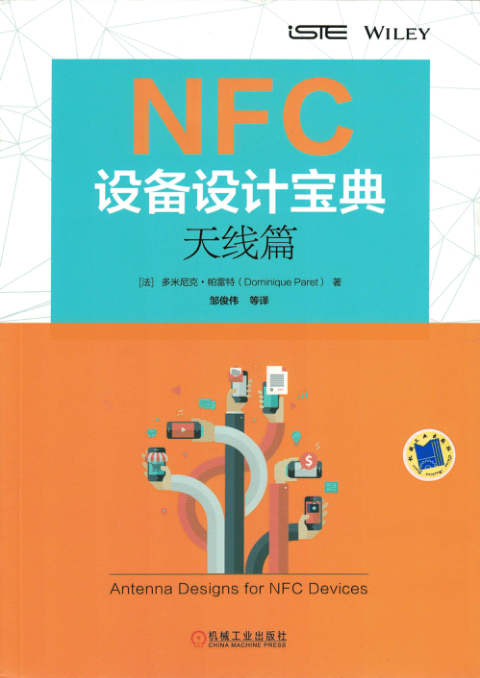 iSTE WILEY
NFC
设备设计宝典
天线篇
[法] 多米尼克·帕雷特（Dominique Paret）著
邹俊伟 等译
$
Antenna Designs for NFC Devices
机械工业出版社
CHINA MACHINE PRESS